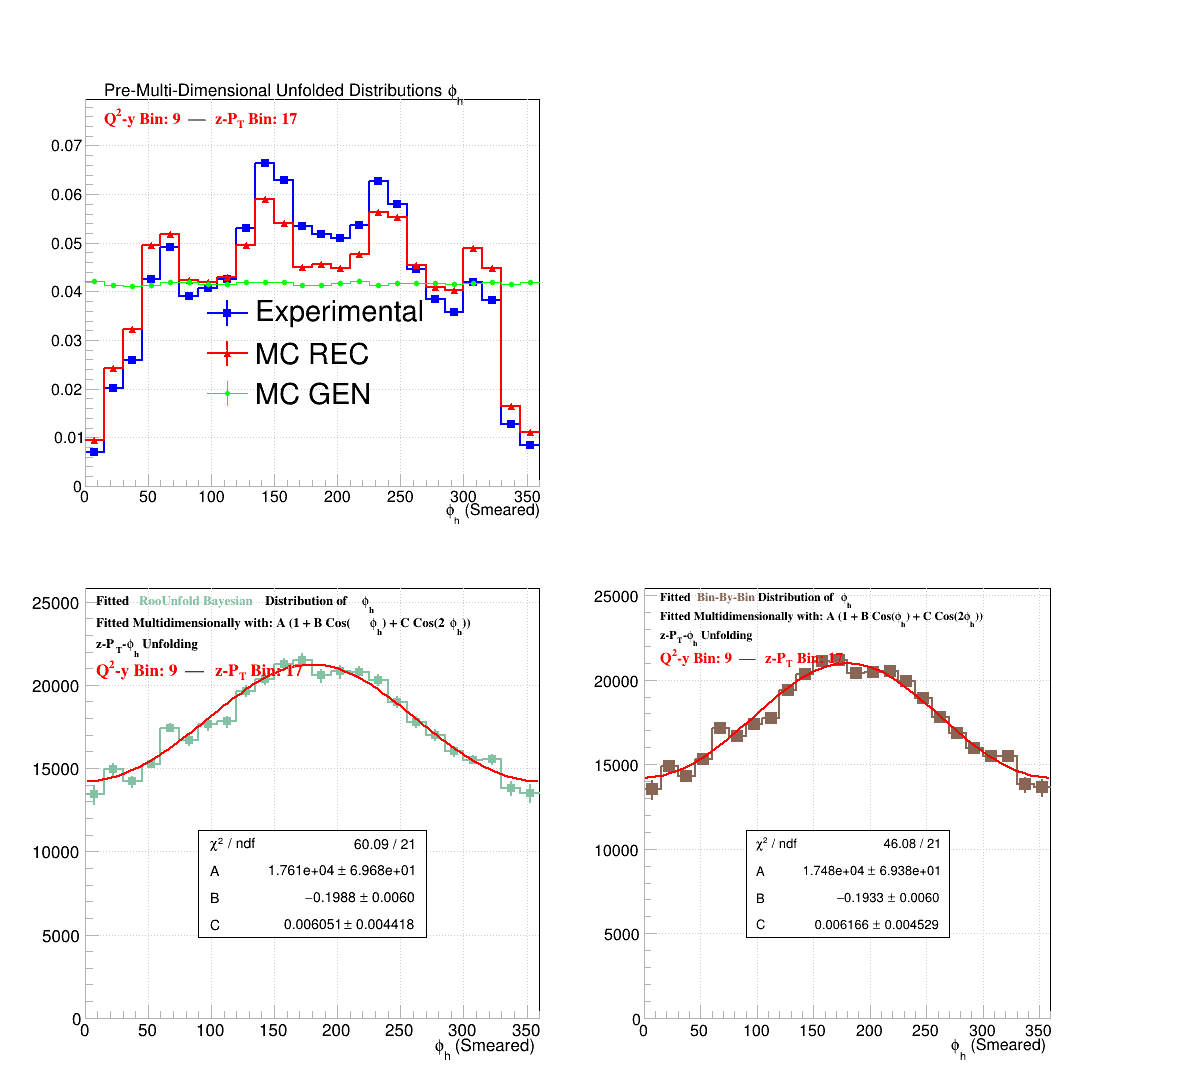 Pre-Multi-Dimensional Unfolded Distributions ϕh
Q²-y Bin: 9 — z-PT Bin: 17
0.07
0.06
0.05
0.04
0.03
0.02
0.01
0
Experimental
MC REC
MC GEN
0 50 100 150 200 250 300 350
ϕh (Smeared)
Fitted RooUnfold Bayesian Distribution of ϕh
Fitted Multidimensionally with: A (1 + B Cos( ϕh) + C Cos(2 ϕh))
z-PT-ϕh Unfolding
Q²-y Bin: 9 — z-PT Bin: 17
25000
20000
15000
10000
5000
0
χ² / ndf 60.09 / 21
A 1.761e+04 ± 6.968e+01
B −0.1988 ± 0.0060
C 0.006051 ± 0.004418
0 50 100 150 200 250 300 350
ϕh (Smeared)
Fitted Bin-By-Bin Distribution of ϕh
Fitted Multidimensionally with: A (1 + B Cos(ϕh) + C Cos(2ϕh))
z-PT-ϕh Unfolding
Q²-y Bin: 9 — z-PT Bin: 17
25000
20000
15000
10000
5000
0
χ² / ndf 46.08 / 21
A 1.748e+04 ± 6.938e+01
B −0.1933 ± 0.0060
C 0.006166 ± 0.004529
0 50 100 150 200 250 300 350
ϕh (Smeared)